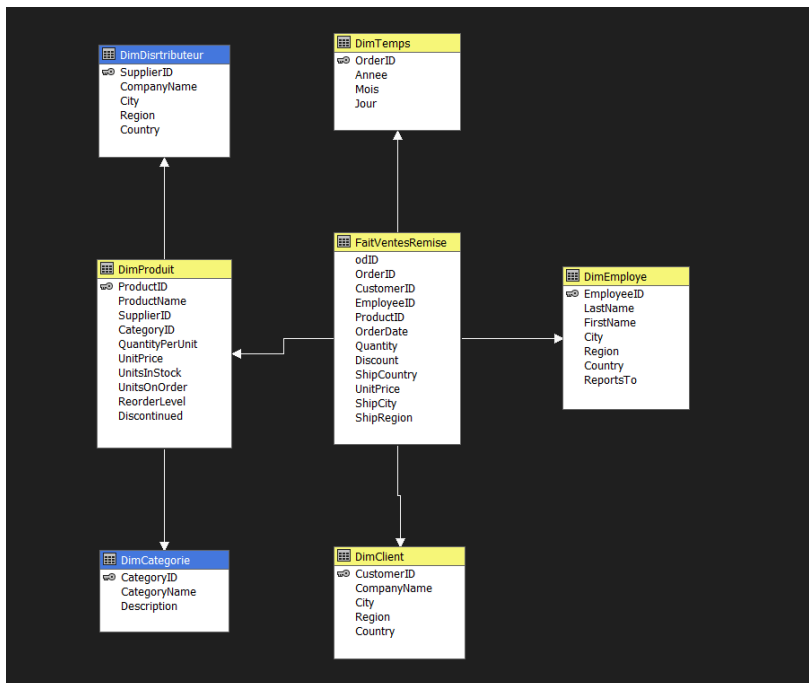 DimDisrtributeur
SupplierID
CompanyName
City
Region
Country
DimTemps
OrderID
Annee
Mois
Jour
DimProduit
ProductID
ProductName
SupplierID
CategoryID
QuantityPerUnit
UnitPrice
UnitsInStock
UnitsOnOrder
ReorderLevel
Discontinued
FaitVentesRemise
odID
OrderID
CustomerID
EmployeeID
ProductID
OrderDate
Quantity
Discount
ShipCountry
UnitPrice
ShipCity
ShipRegion
DimEmploye
EmployeeID
LastName
FirstName
City
Region
Country
ReportsTo
DimCategorie
CategoryID
CategoryName
Description
DimClient
CustomerID
CompanyName
City
Region
Country